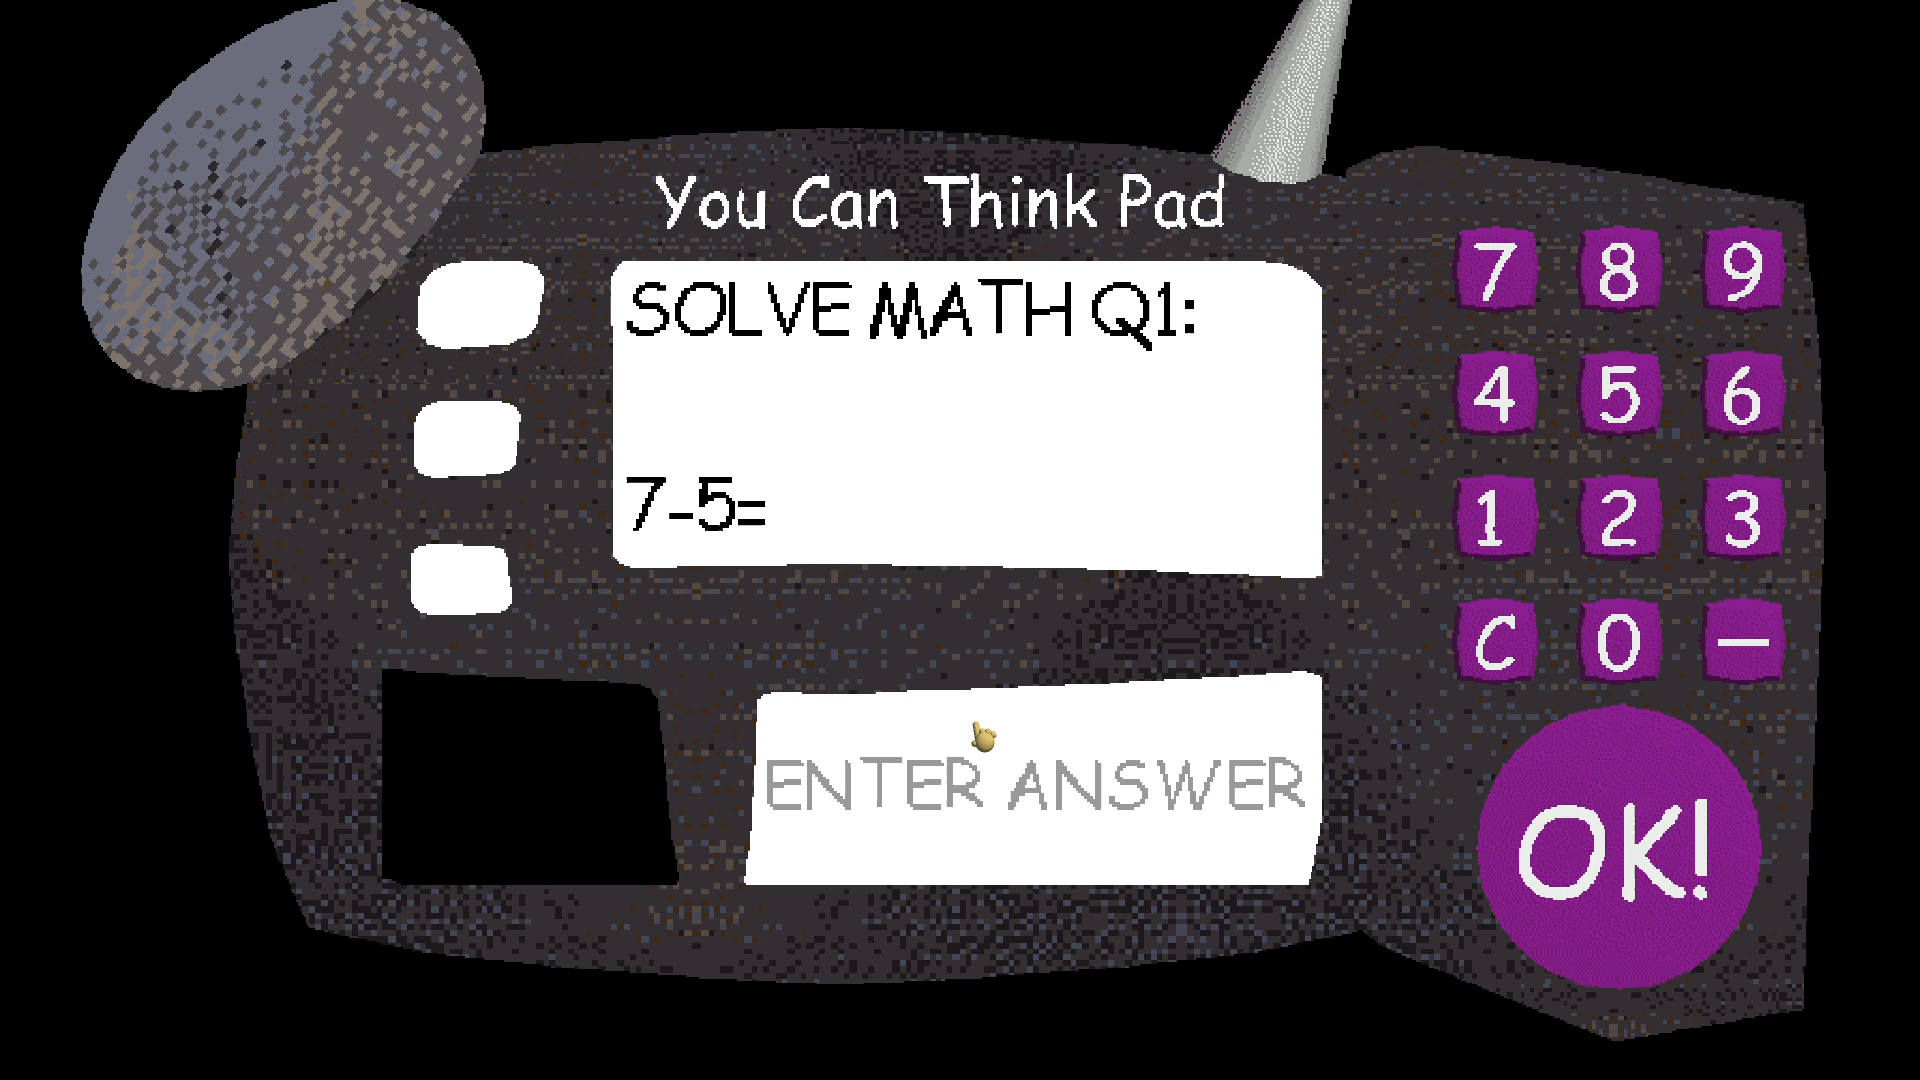 You Can Think Pad
SOLVE MATH Q1:
7-5=
ENTER ANSWER
7 8 9
4 5 6
1 2 3
C 0 –
OK!